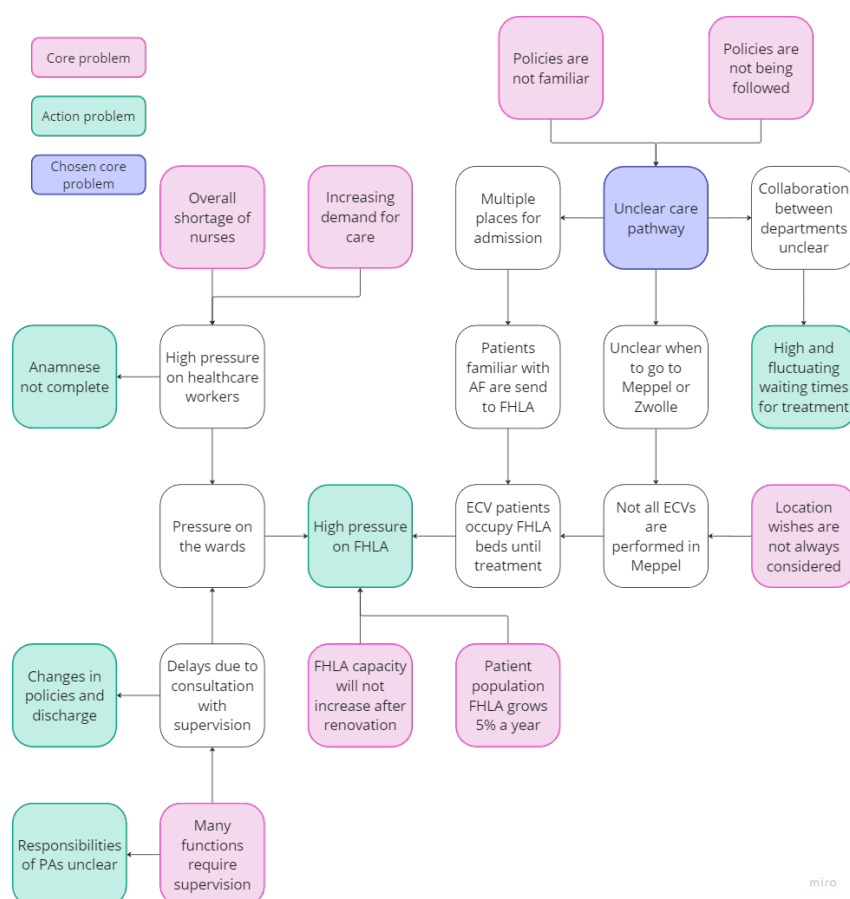 Core problem
Action problem
Chosen core
problem
Policies are
not familiar
Policies are
not being
followed
Overall
shortage of
nurses
Increasing
demand for
care
Multiple
places for
admission
Unclear care
pathway
Collaboration
between
departments
unclear
Anamnese
not complete
High pressure
on healthcare
workers
Patients
familiar with
AF are send
to FHLA
Unclear when
to go to
Meppel or
Zwolle
High and
fluctuating
waiting times
for treatment
Pressure on
the wards
High pressure
on FHLA
ECV patients
occupy FHLA
beds until
treatment
Not all ECVs
are
performed in
Meppel
Location
wishes are
not always
considered
Changes in
policies and
discharge
Delays due to
consultation
with
supervision
FHLA capacity
will not
increase after
renovation
Patient
population
FHLA grows
5% a year
Responsibilities
of PAs unclear
Many
functions
require
supervision
miro